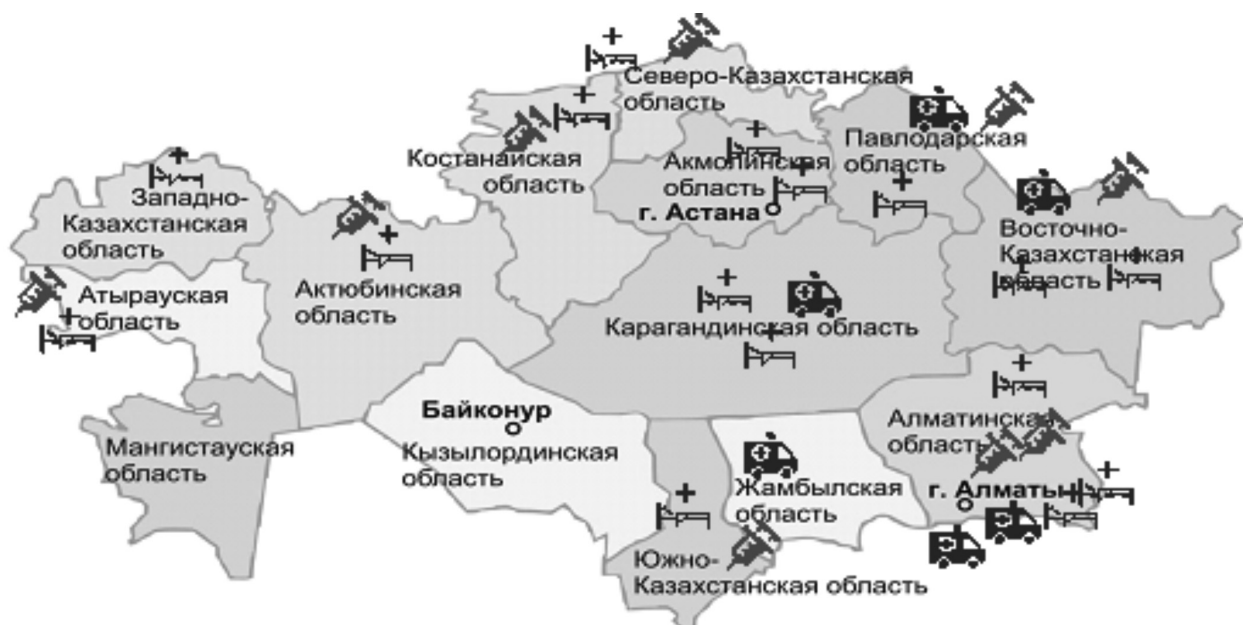 Северо-Казахстанская
область
Павлодарская
область
Костанайская
область
Акмолинская
область
г. Астана
Западно-
Казахстанская
область
Восточно-
Казахстанская
область
Атырауская
область
Актюбинская
область
Карагандинская область
Байконур
Кызылординская
область
Мангистауская
область
Алматинская
область
г. Алматы
Жамбылская
область
Южно-
Казахстанская область